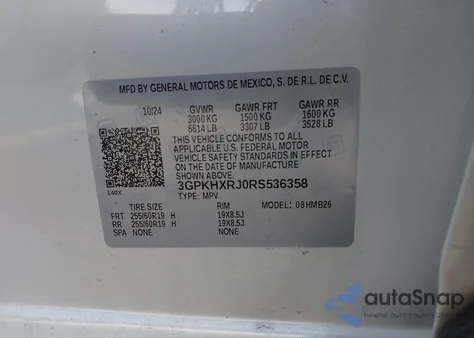 MFD BY GENERAL MOTORS DE MEXICO, S. DE R.L. DE C.V.
10/24 GVWR GAWR FRT GAWR RR
3000 KG 1500 KG 1600 KG
6614 LB 3307 LB 3528 LB
THIS VEHICLE CONFORMS TO ALL
APPLICABLE U.S. FEDERAL MOTOR
VEHICLE SAFETY STANDARDS IN
EFFECT ON THE DATE OF MANUFACTURE
SHOWN ABOVE.
3GPKHXRJ0RS536358
140X TYPE: MPV MODEL: 08HMB26
TIRE RIM
FRT 255/60R19 H 19X8.5J
RR 255/60R19 H 19X8.5J
SPA NONE NONE
autoSnap